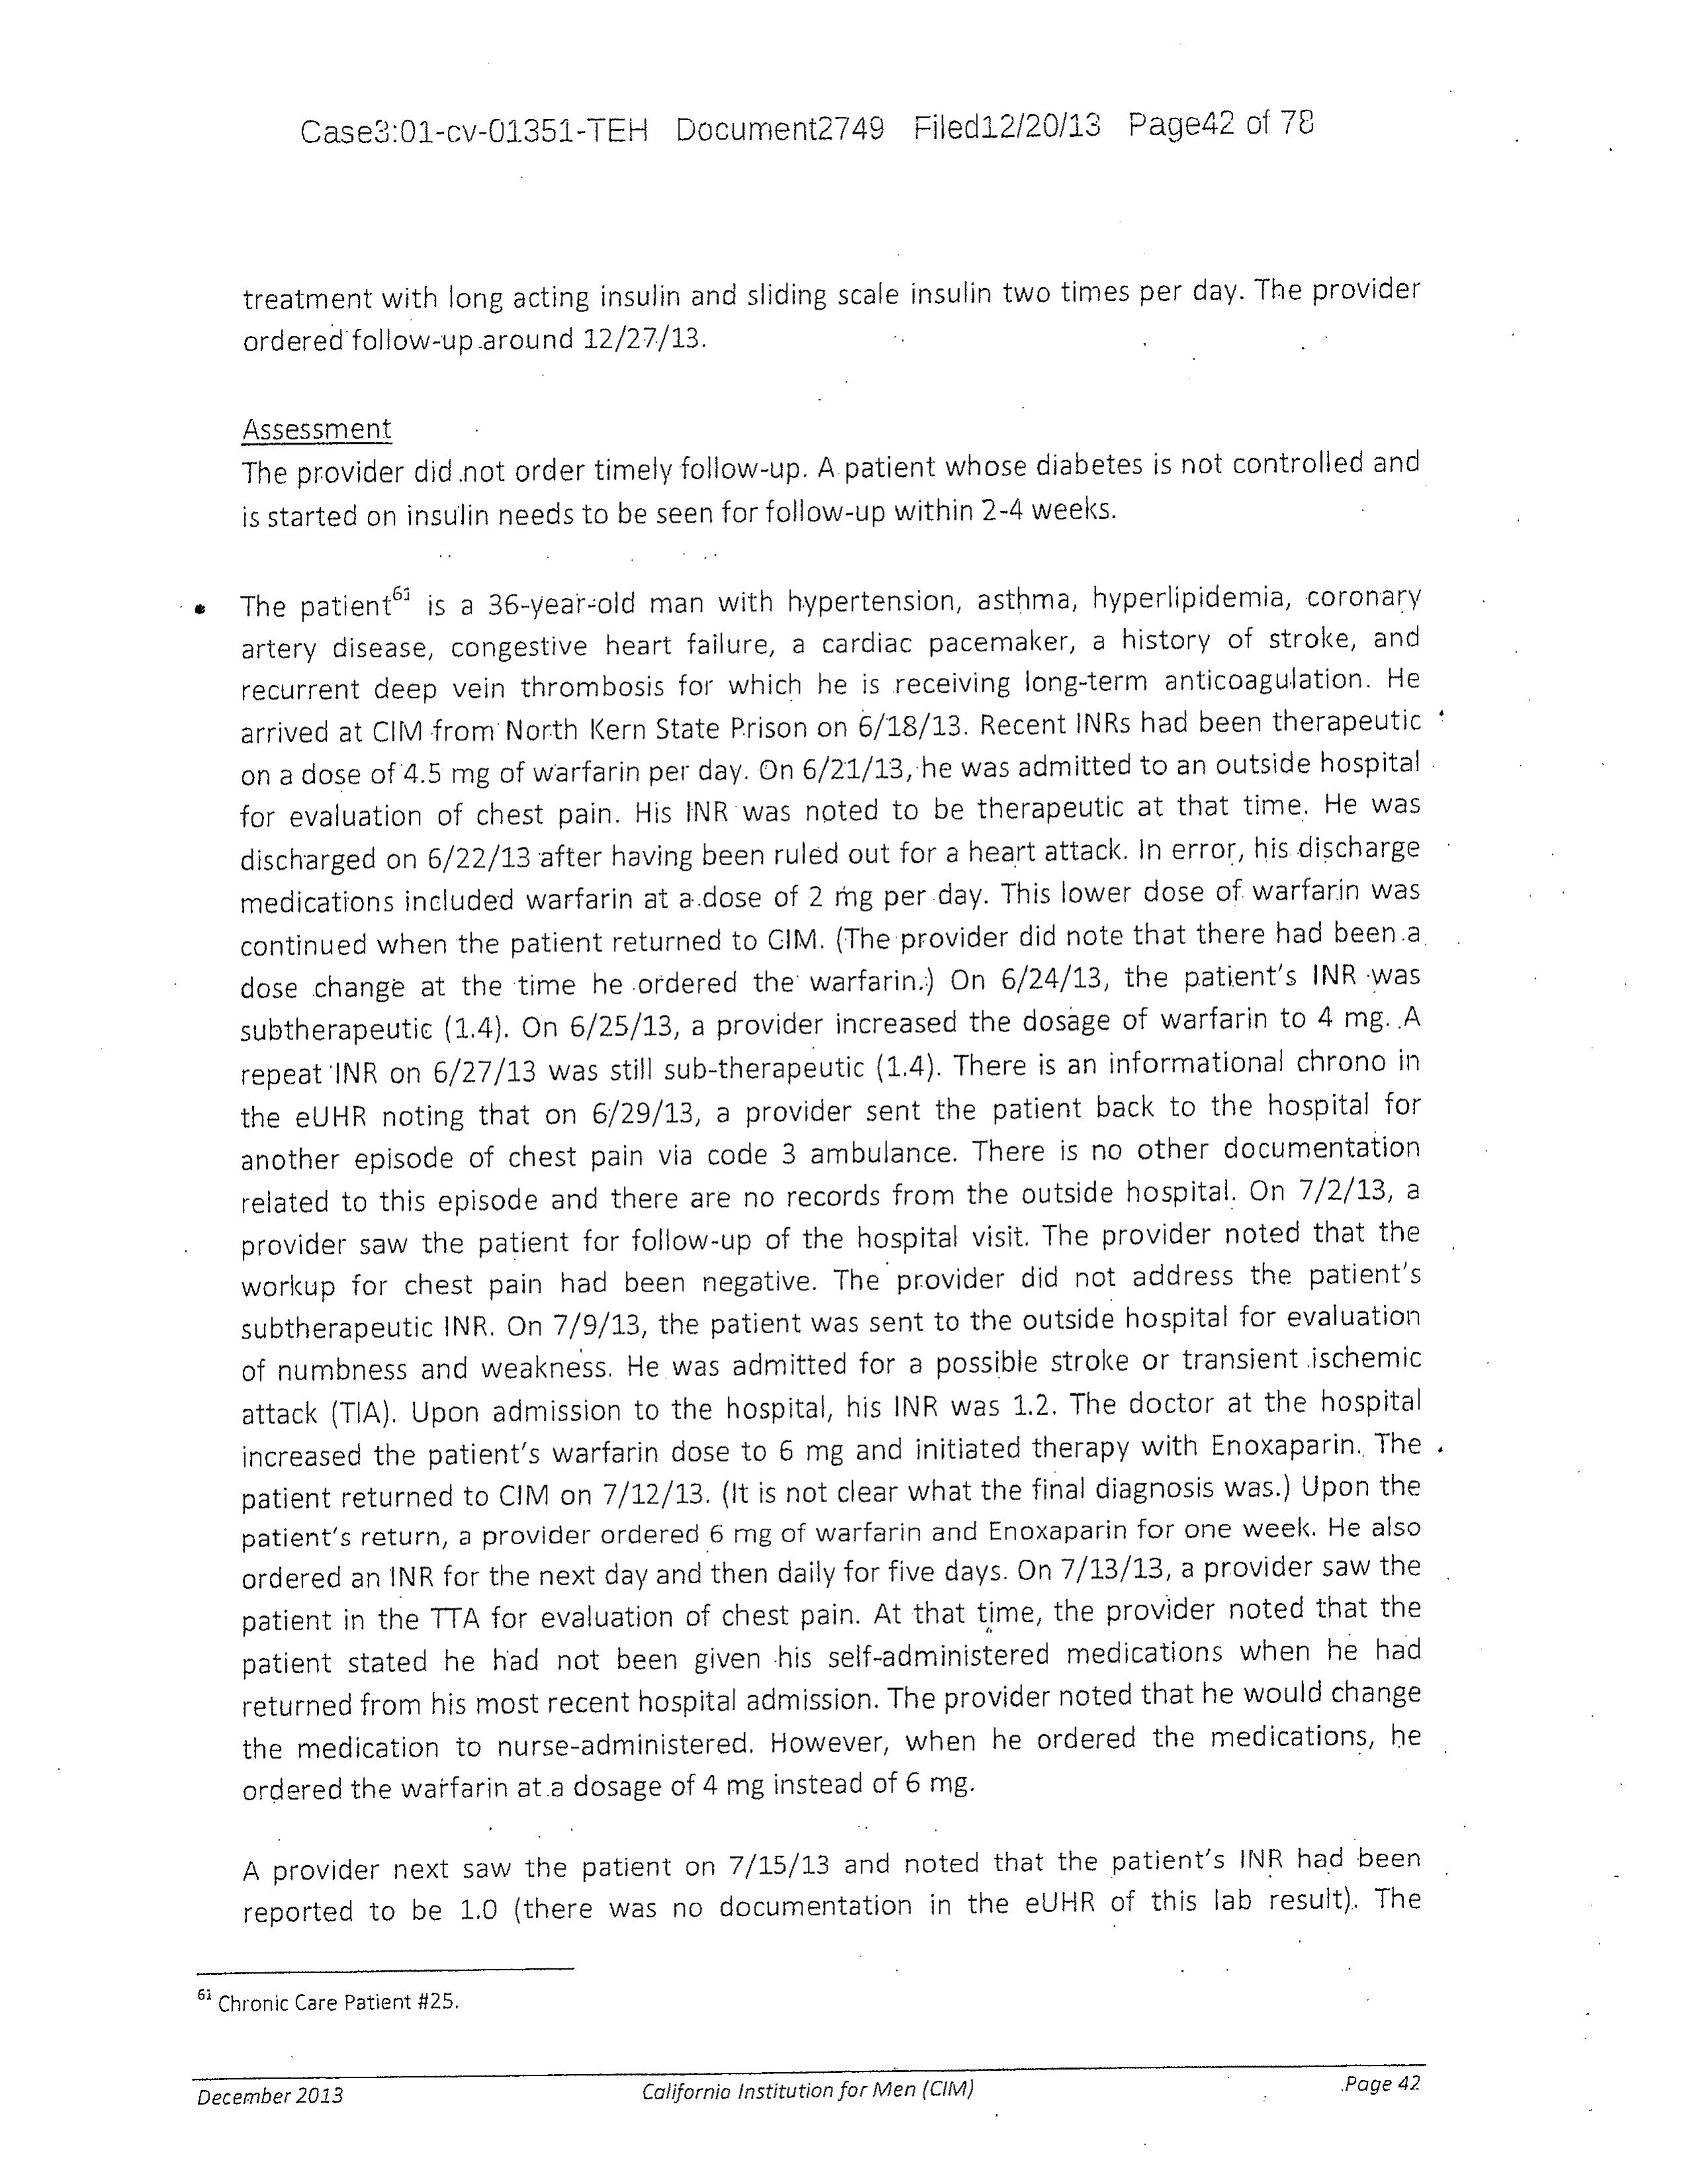 Case3:01-cv-01351-TEH Document2749 Filed12/20/13 Page42 of 78
treatment with long acting insulin and sliding scale insulin two times per day. The provider
ordered follow-up around 12/27/13.
Assessment
The provider did not order timely follow-up. A patient whose diabetes is not controlled and
is started on insulin needs to be seen for follow-up within 2-4 weeks.
• The patient61 is a 36-year-old man with hypertension, asthma, hyperlipidemia, coronary
artery disease, congestive heart failure, a cardiac pacemaker, a history of stroke, and
recurrent deep vein thrombosis for which he is receiving long-term anticoagulation. He
arrived at CIM from North Kern State Prison on 6/18/13. Recent INRs had been therapeutic
on a dose of 4.5 mg of warfarin per day. On 6/21/13, he was admitted to an outside hospital
for evaluation of chest pain. His INR was noted to be therapeutic at that time. He was
discharged on 6/22/13 after having been ruled out for a heart attack. In error, his discharge
medications included warfarin at a dose of 2 mg per day. This lower dose of warfarin was
continued when the patient returned to CIM. (The provider did note that there had been a
dose change at the time he ordered the warfarin.) On 6/24/13, the patient's INR was
subtherapeutic (1.4). On 6/25/13, a provider increased the dosage of warfarin to 4 mg. A
repeat INR on 6/27/13 was still sub-therapeutic (1.4). There is an informational chrono in
the eUHR noting that on 6/29/13, a provider sent the patient back to the hospital for
another episode of chest pain via code 3 ambulance. There is no other documentation
related to this episode and there are no records from the outside hospital. On 7/2/13, a
provider saw the patient for follow-up of the hospital visit. The provider noted that the
workup for chest pain had been negative. The provider did not address the patient's
subtherapeutic INR. On 7/9/13, the patient was sent to the outside hospital for evaluation
of numbness and weakness. He was admitted for a possible stroke or transient ischemic
attack (TIA). Upon admission to the hospital, his INR was 1.2. The doctor at the hospital
increased the patient's warfarin dose to 6 mg and initiated therapy with Enoxaparin. The
patient returned to CIM on 7/12/13. (It is not clear what the final diagnosis was.) Upon the
patient's return, a provider ordered 6 mg of warfarin and Enoxaparin for one week. He also
ordered an INR for the next day and then daily for five days. On 7/13/13, a provider saw the
patient in the TTA for evaluation of chest pain. At that time, the provider noted that the
patient stated he had not been given his self-administered medications when he had
returned from his most recent hospital admission. The provider noted that he would change
the medication to nurse-administered. However, when he ordered the medications, he
ordered the warfarin at a dosage of 4 mg instead of 6 mg.
A provider next saw the patient on 7/15/13 and noted that the patient's INR had been
reported to be 1.0 (there was no documentation in the eUHR of this lab result). The
61 Chronic Care Patient #25.
December 2013 California Institution for Men (CIM) Page 42